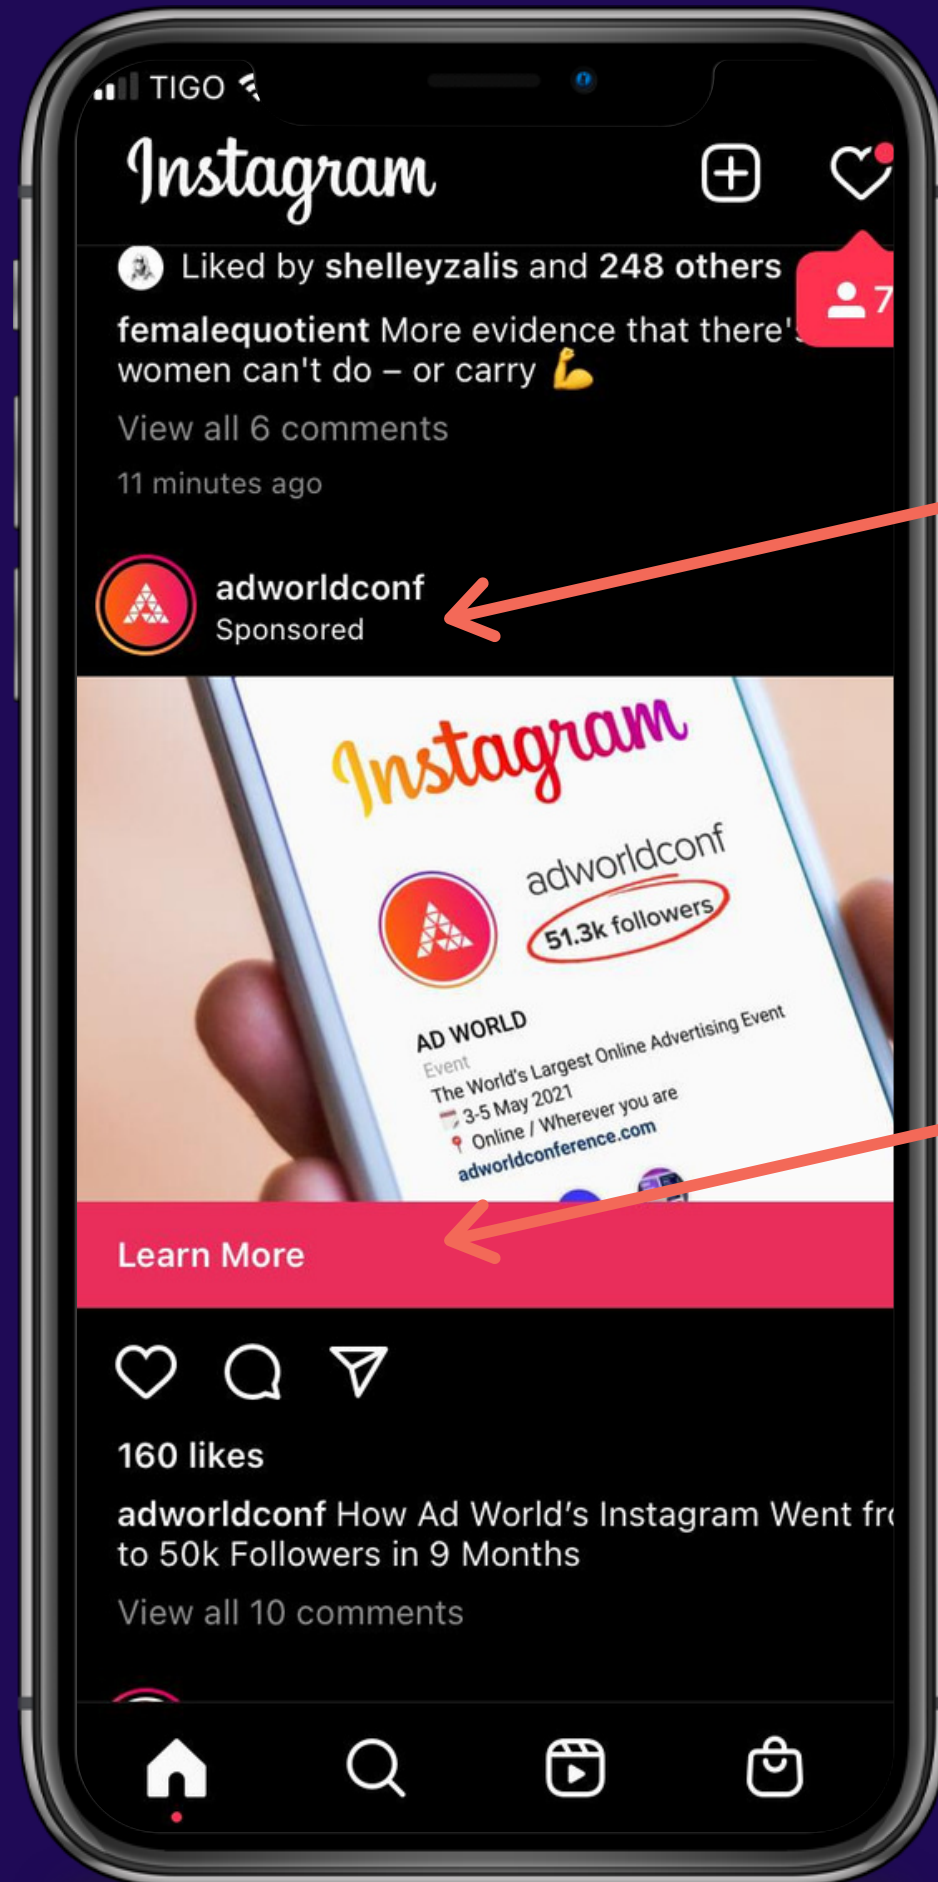 TIGO
Instagram
Liked by shelleyzalis and 248 others
7
femalequotient More evidence that there's
women can't do – or carry 💪
View all 6 comments
11 minutes ago
adworldconf
Sponsored
Instagram
adworldconf
51.3k followers
AD WORLD
Event
The World's Largest Online Advertising Event
3-5 May 2021
Online / Wherever you are
adworldconference.com
Learn More
160 likes
adworldconf How Ad World's Instagram Went
to 50k Followers in 9 Months
View all 10 comments